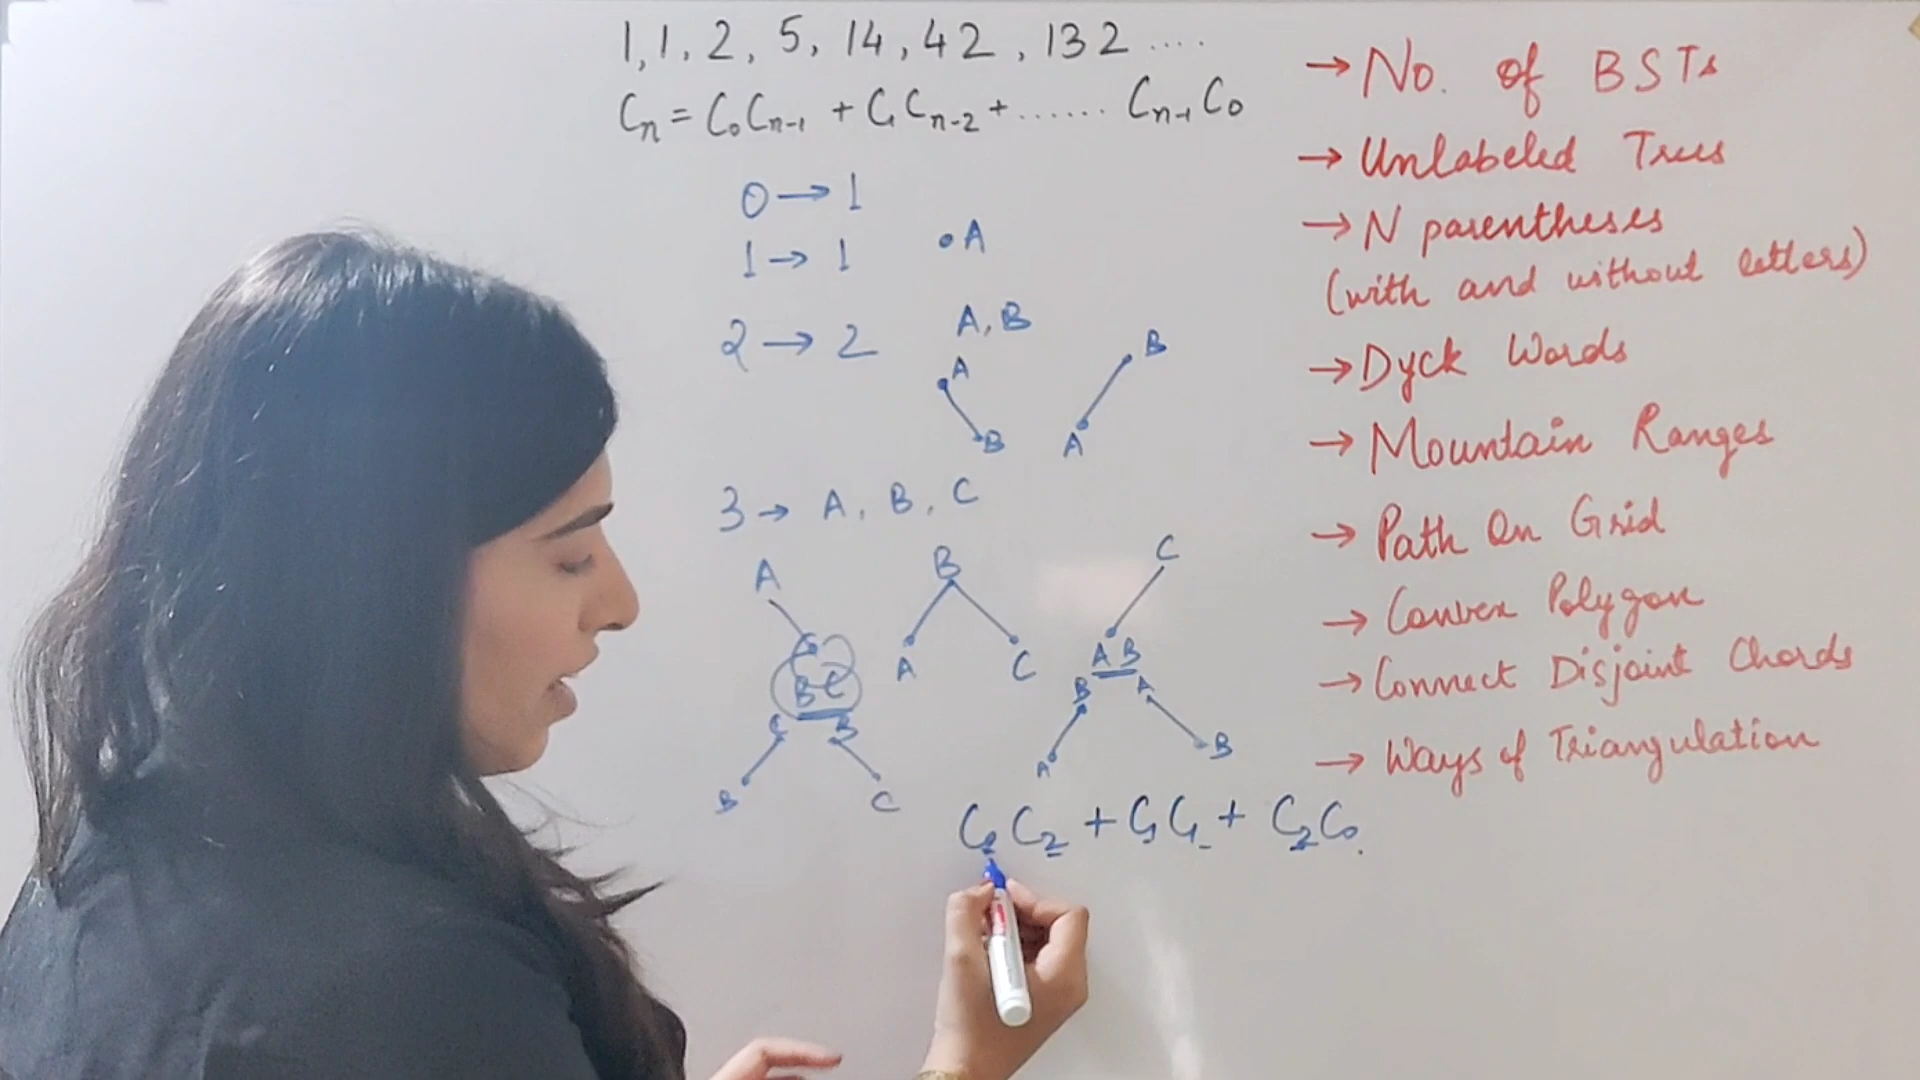 1, 1, 2, 5, 14, 42, 132 ....
Cn = C0Cn-1 + C1Cn-2 + ...... Cn-1C0
0 → 1
1 → 1 A
2 → 2 A, B
A B
B A
3 → A, B, C
A B C
B C A C A B
C B B A
B C A B
C0C2 + C1C1 + C2C0
→ No. of BSTs
→ Unlabeled Trees
→ N parentheses
(with and without letters)
→ Dyck Words
→ Mountain Ranges
→ Path On Grid
→ Convex Polygon
→ Connect Disjoint Chords
→ Ways of Triangulation